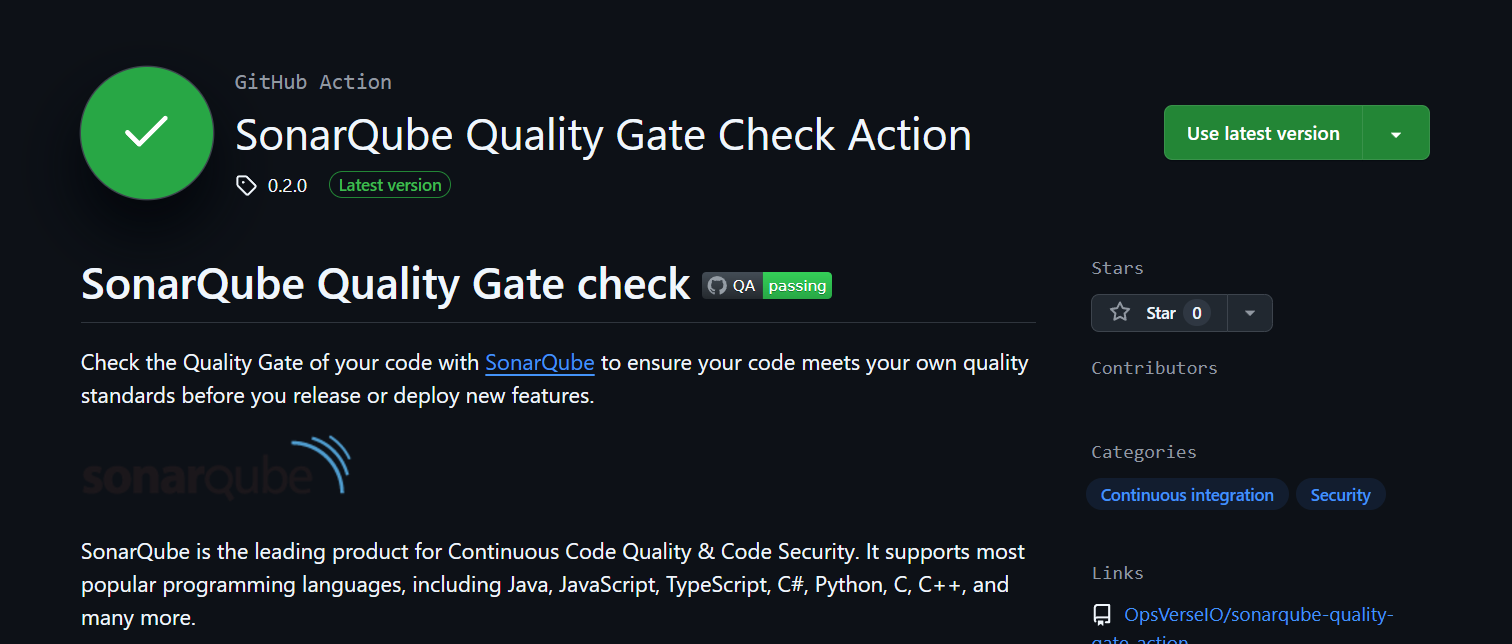 GitHub Action
SonarQube Quality Gate Check Action
Use latest version
0.2.0 Latest version
SonarQube Quality Gate check QA passing
Check the Quality Gate of your code with SonarQube to ensure your code meets your own quality
standards before you release or deploy new features.
sonarqube
SonarQube is the leading product for Continuous Code Quality & Code Security. It supports most
popular programming languages, including Java, JavaScript, TypeScript, C#, Python, C, C++, and
many more.
Stars
Star 0
Contributors
Categories
Continuous integration Security
Links
OpsVerseIO/sonarqube-quality-
gate-action